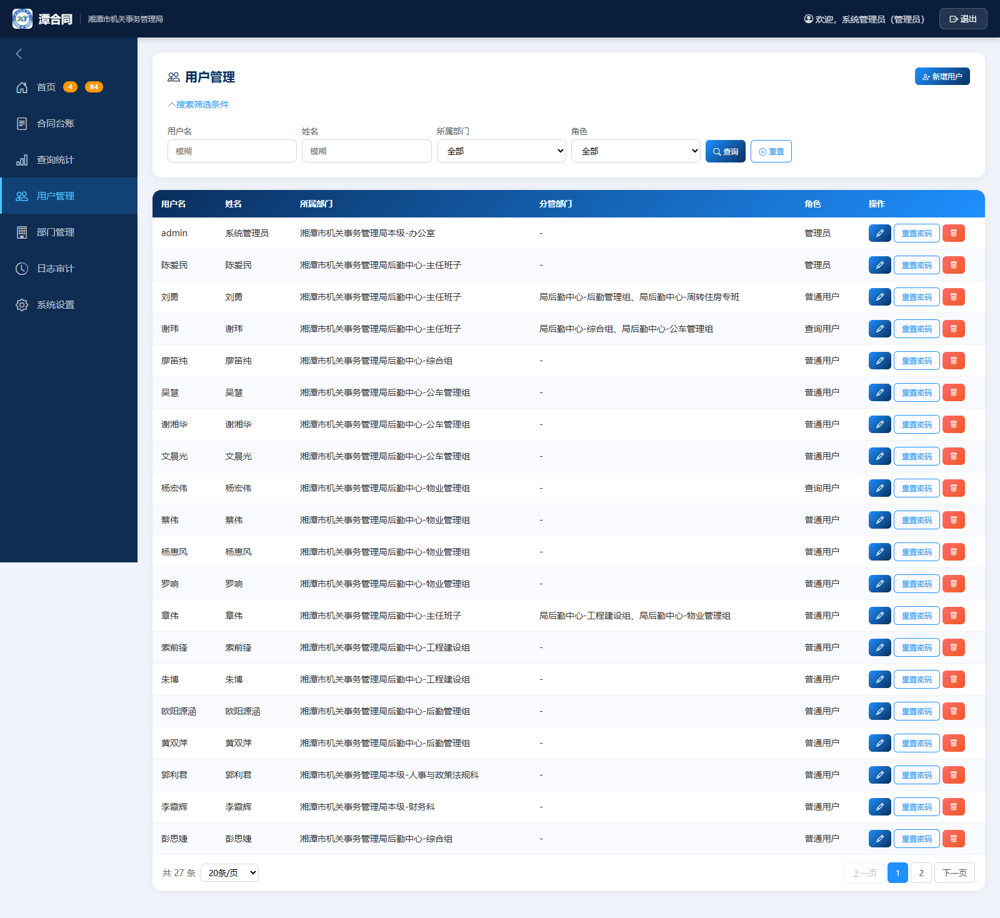 潭合同 湘潭市机关事务管理局 欢迎，系统管理员（管理员） 退出
首页 4 84
合同台账
查询统计
用户管理
部门管理
日志审计
系统设置
用户管理 新增用户
搜索筛选条件
用户名 姓名 所属部门 角色
模糊 模糊 全部 全部 查询 重置
用户名 姓名 所属部门 分管部门 角色 操作
admin 系统管理员 湘潭市机关事务管理局本级-办公室 - 管理员 重置密码
陈爱民 陈爱民 湘潭市机关事务管理局后勤中心-主任班子 - 管理员 重置密码
刘勇 刘勇 湘潭市机关事务管理局后勤中心-主任班子 局后勤中心-后勤管理组、局后勤中心-周转住房专班 普通用户 重置密码
谢玮 谢玮 湘潭市机关事务管理局后勤中心-主任班子 局后勤中心-综合组、局后勤中心-公车管理组 查询用户 重置密码
廖笛纯 廖笛纯 湘潭市机关事务管理局后勤中心-综合组 - 普通用户 重置密码
吴慧 吴慧 湘潭市机关事务管理局后勤中心-公车管理组 - 普通用户 重置密码
谢湘华 谢湘华 湘潭市机关事务管理局后勤中心-公车管理组 - 普通用户 重置密码
文晨光 文晨光 湘潭市机关事务管理局后勤中心-公车管理组 - 普通用户 重置密码
杨宏伟 杨宏伟 湘潭市机关事务管理局后勤中心-物业管理组 - 查询用户 重置密码
蔡伟 蔡伟 湘潭市机关事务管理局后勤中心-物业管理组 - 普通用户 重置密码
杨惠风 杨惠风 湘潭市机关事务管理局后勤中心-物业管理组 - 普通用户 重置密码
罗响 罗响 湘潭市机关事务管理局后勤中心-物业管理组 - 普通用户 重置密码
章伟 章伟 湘潭市机关事务管理局后勤中心-主任班子 局后勤中心-工程建设组、局后勤中心-物业管理组 普通用户 重置密码
索前锋 索前锋 湘潭市机关事务管理局后勤中心-工程建设组 - 普通用户 重置密码
朱博 朱博 湘潭市机关事务管理局后勤中心-工程建设组 - 普通用户 重置密码
欧阳源涵 欧阳源涵 湘潭市机关事务管理局后勤中心-后勤管理组 - 普通用户 重置密码
黄双萍 黄双萍 湘潭市机关事务管理局后勤中心-后勤管理组 - 普通用户 重置密码
郭利君 郭利君 湘潭市机关事务管理局本级-人事与政策法规科 - 普通用户 重置密码
李霞辉 李霞辉 湘潭市机关事务管理局本级-财务科 - 普通用户 重置密码
彭思婕 彭思婕 湘潭市机关事务管理局后勤中心-综合组 - 普通用户 重置密码
共 27 条 20条/页 上一页 1 2 下一页